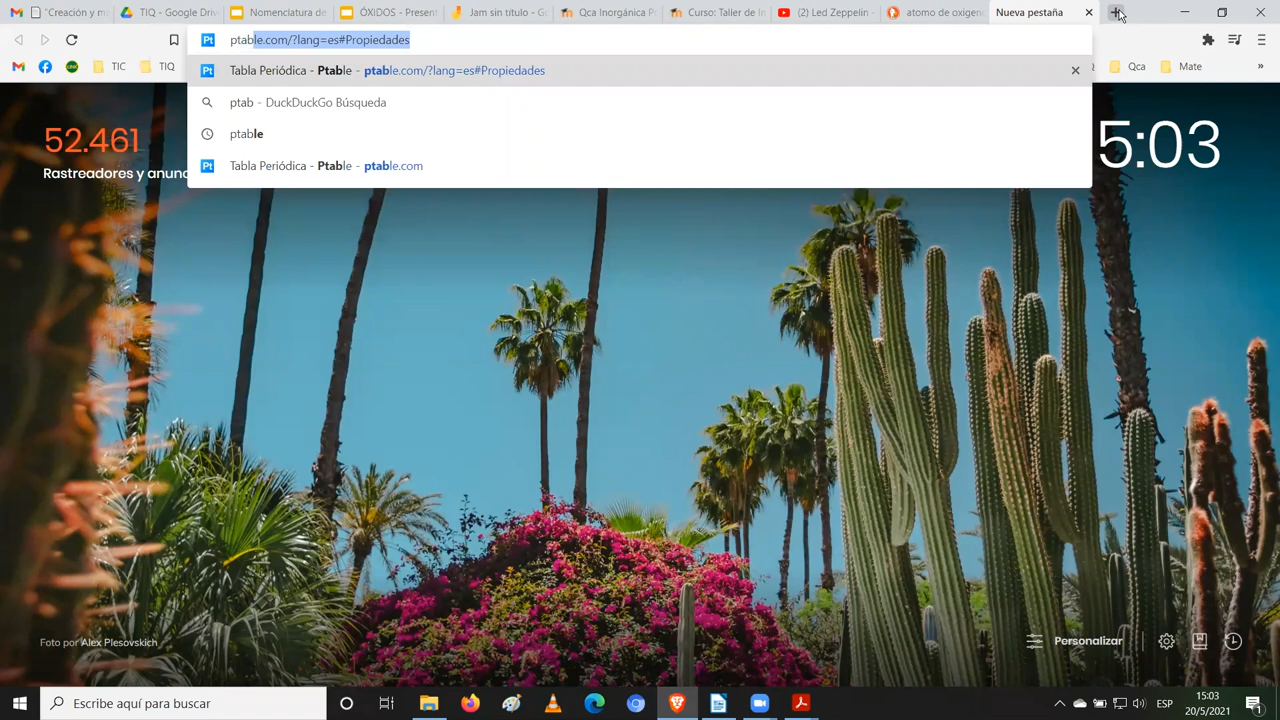 "Creación y m
TIQ - Google Drive
Nomenclatura de
ÓXIDOS - Present
Jam sin título - Go
Qca Inorgánica P
Curso: Taller de In
(2) Led Zeppelin -
atomo de oxigeno
Nueva pestaña
ptable.com/?lang=es#Propiedades
TIC
TIQ
Qca
Mate
»
Tabla Periódica - Ptable - ptable.com/?lang=es#Propiedades
ptab - DuckDuckGo Búsqueda
ptable
Tabla Periódica - Ptable - ptable.com
52.461
Rastreadores y anunc
5:03
Foto por Alex Plesovskich
Personalizar
Escribe aquí para buscar
ESP
15:03
20/5/2021